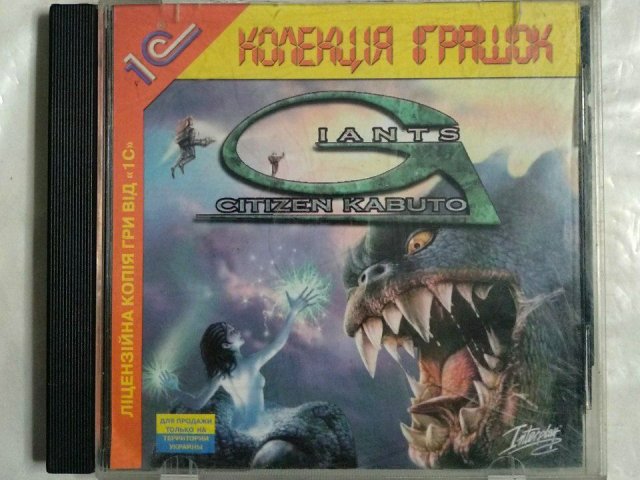 1С®
КОЛЕКЦІЯ ІГРАШОК
GIANTS
CITIZEN KABUTO
ЛІЦЕНЗІЙНА КОПІЯ ГРИ ВІД «1С»
ДЛЯ ПРОДАЖИ
ТОЛЬКО НА
ТЕРРИТОРИИ
УКРАИНЫ
Interplay